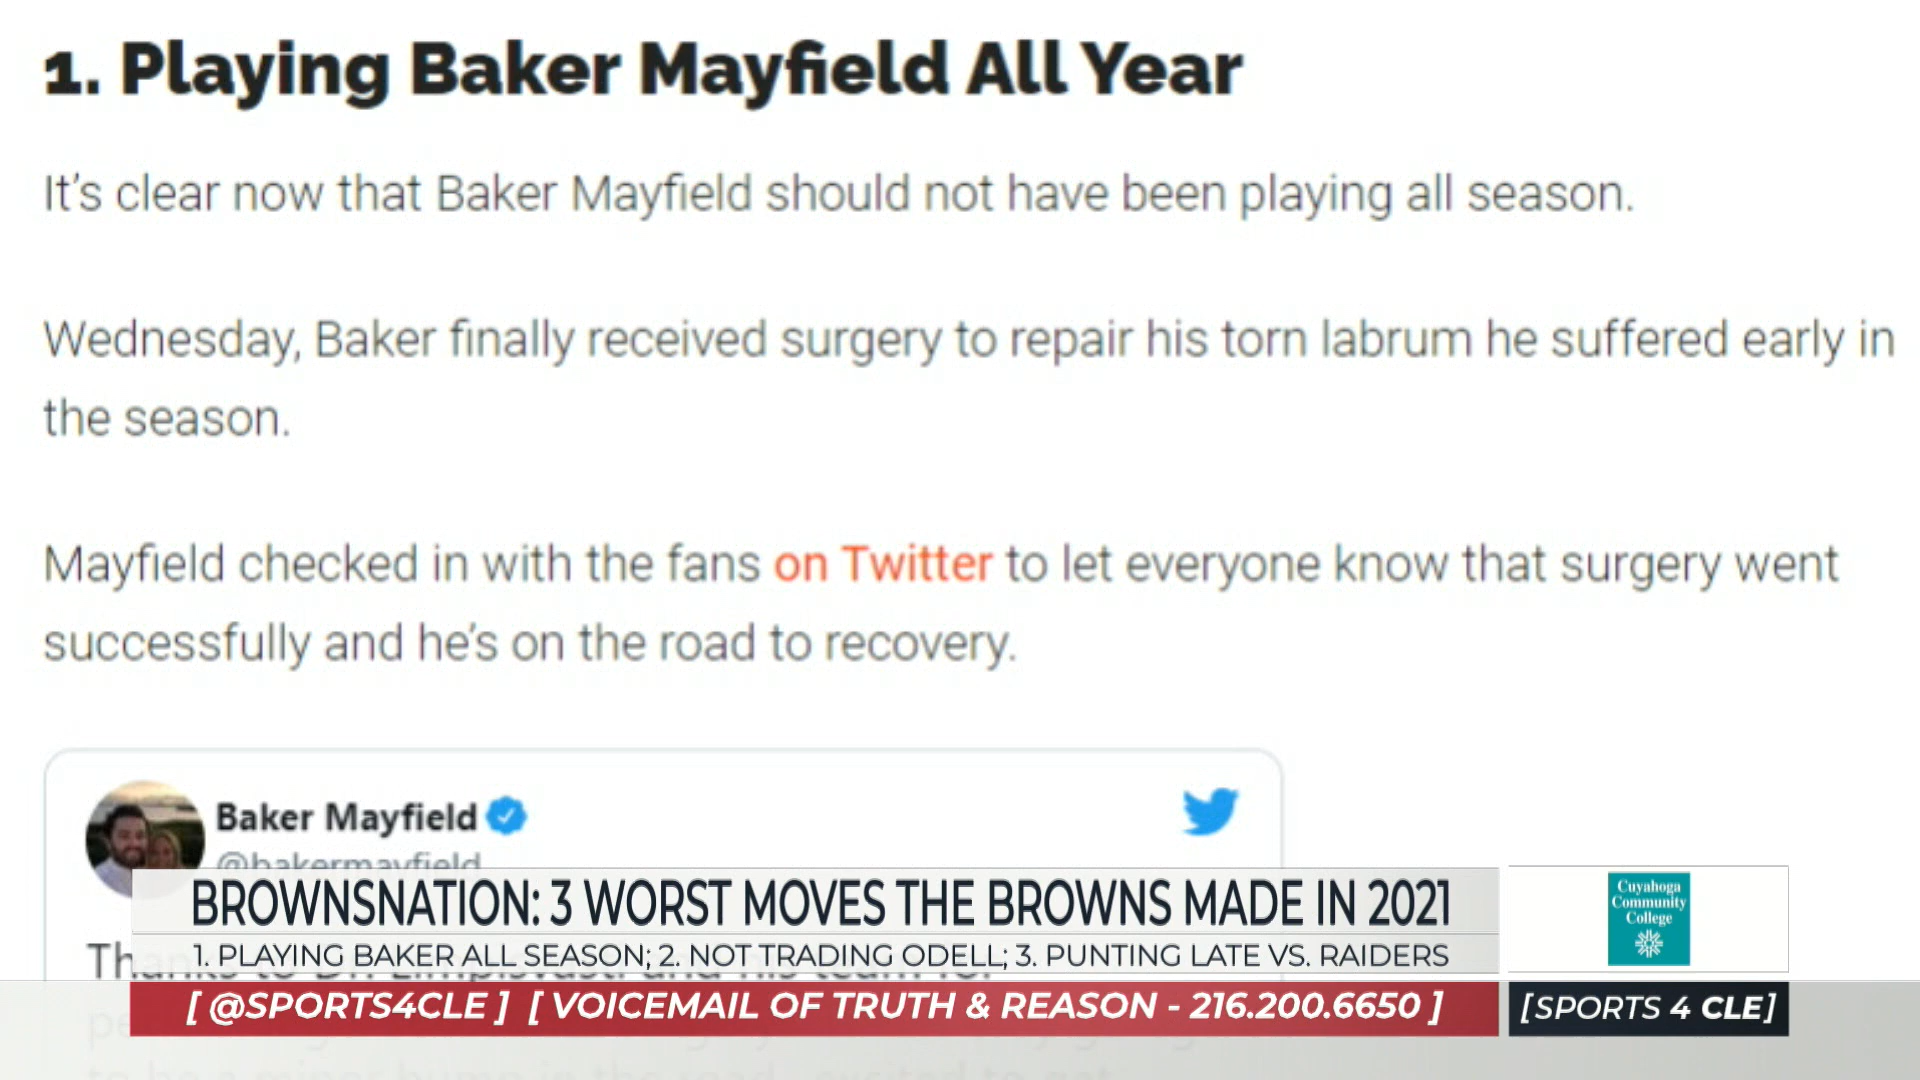 1. Playing Baker Mayfield All Year
It's clear now that Baker Mayfield should not have been playing all season.
Wednesday, Baker finally received surgery to repair his torn labrum he suffered early in
the season.
Mayfield checked in with the fans on Twitter to let everyone know that surgery went
successfully and he's on the road to recovery.
Baker Mayfield
@bakermayfield
BROWNSNATION: 3 WORST MOVES THE BROWNS MADE IN 2021
1. PLAYING BAKER ALL SEASON; 2. NOT TRADING ODELL; 3. PUNTING LATE VS. RAIDERS
[ @SPORTS4CLE ] [ VOICEMAIL OF TRUTH & REASON - 216.200.6650 ]
Cuyahoga
Community
College
[SPORTS 4 CLE]